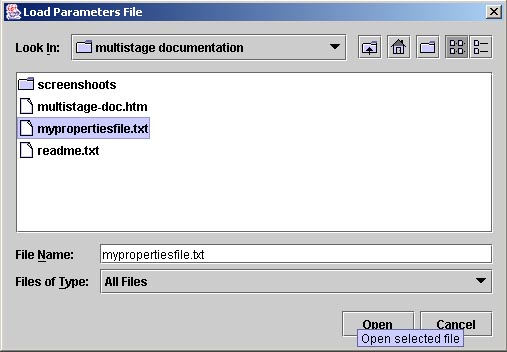 Load Parameters File
Look In: multistage documentation
screenshoots
multistage-doc.htm
mypropertiesfile.txt
readme.txt
File Name: mypropertiesfile.txt
Files of Type: All Files
Open Cancel
Open selected file